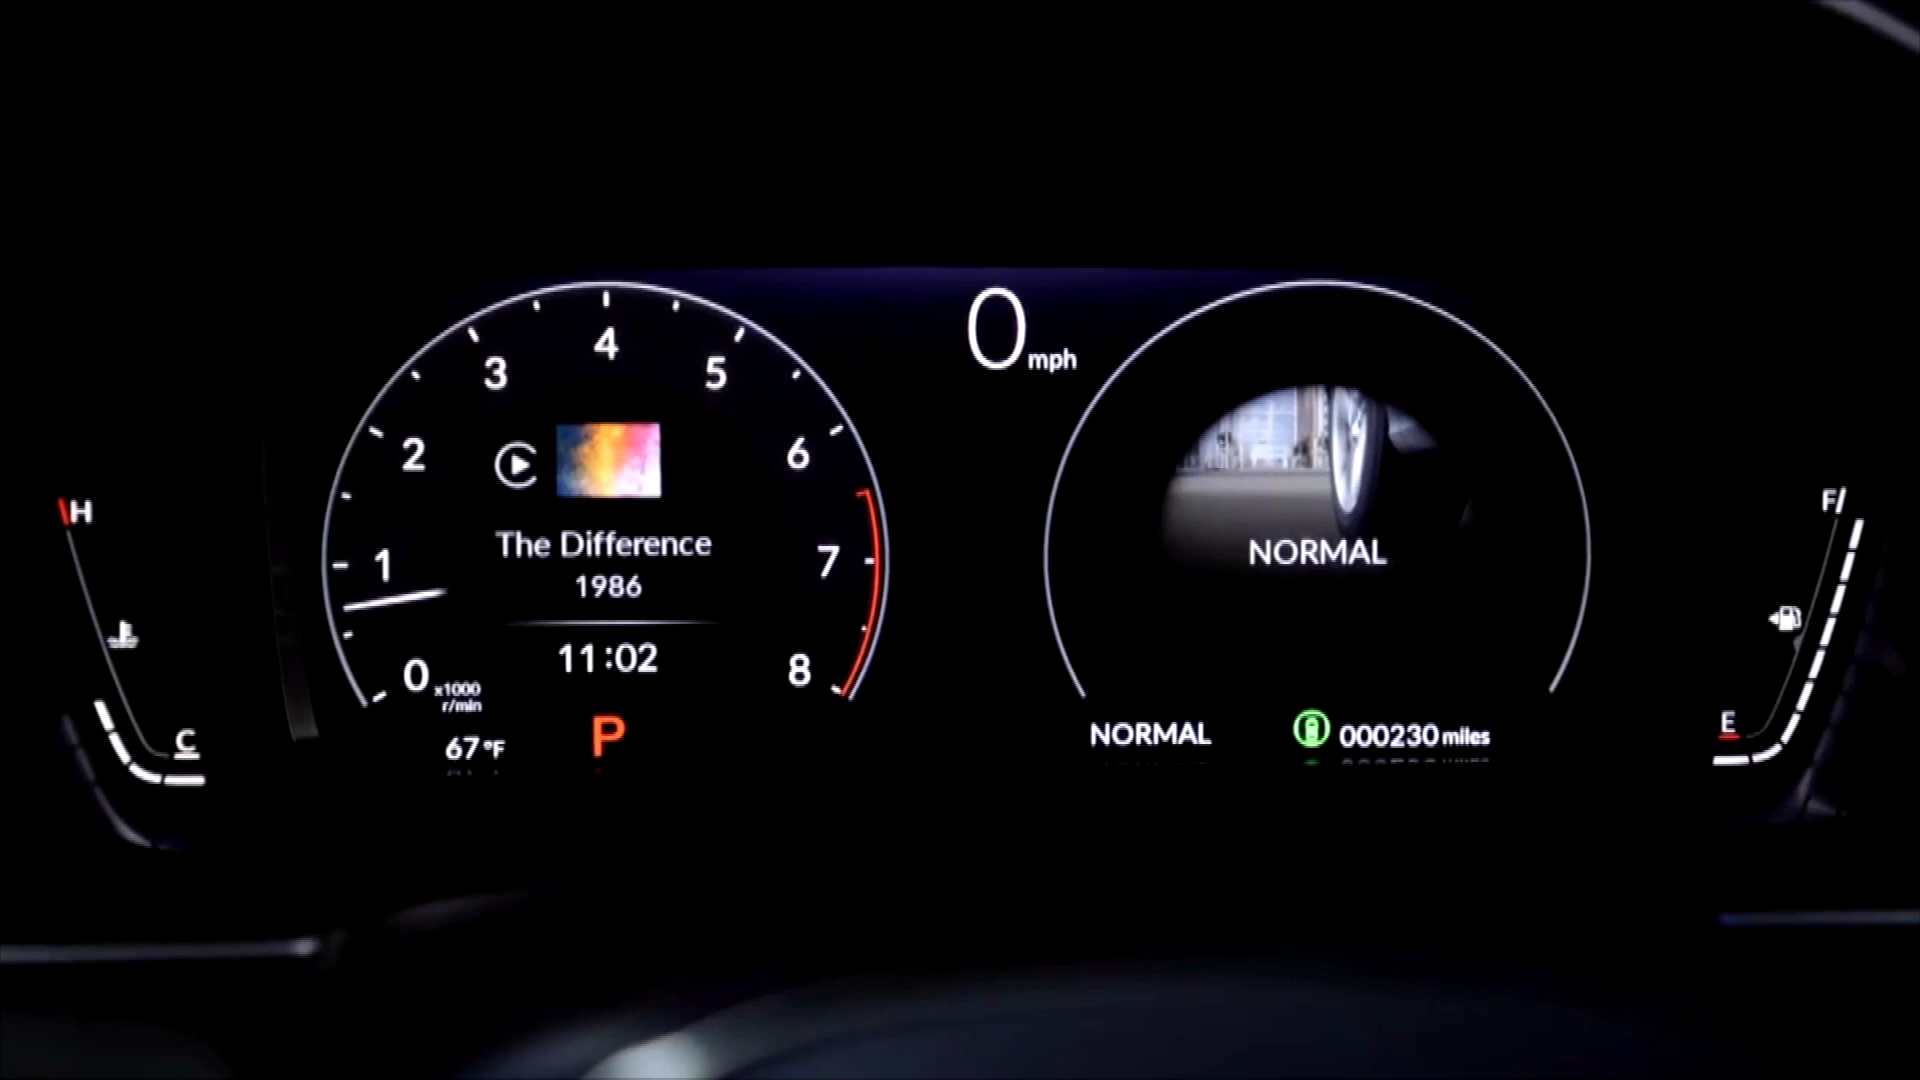 0 mph
4
3
5
2
6
H
F
The Difference
1
7
1986
11:02
0 x1000
r/min
8
C
E
67°F
P
NORMAL
NORMAL
000230 miles